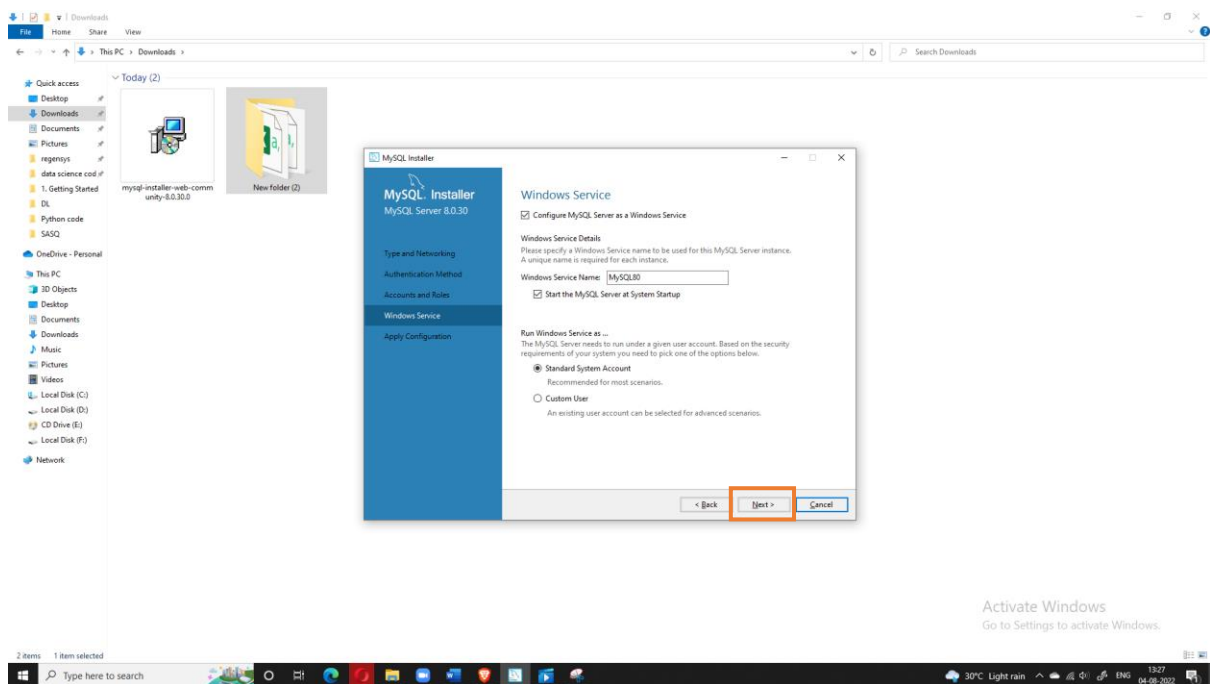 Downloads
File Home Share View
This PC > Downloads >
Search Downloads
Quick access
Desktop
Downloads
Documents
Pictures
regensys
data science cod
1. Getting Started
DL
Python code
SASQ
OneDrive - Personal
This PC
3D Objects
Desktop
Documents
Downloads
Music
Pictures
Videos
Local Disk (C:)
Local Disk (D:)
CD Drive (E:)
Local Disk (F:)
Network
Today (2)
mysql-installer-web-comm
unity-8.0.30.0
New folder (2)
MySQL Installer
MySQL. Installer
MySQL Server 8.0.30
Type and Networking
Authentication Method
Accounts and Roles
Windows Service
Apply Configuration
Windows Service
Configure MySQL Server as a Windows Service
Windows Service Details
Please specify a Windows Service name to be used for this MySQL Server instance.
A unique name is required for each instance.
Windows Service Name: MySQL80
Start the MySQL Server at System Startup
Run Windows Service as ...
The MySQL Server needs to run under a given user account. Based on the security
requirements of your system you need to pick one of the options below.
Standard System Account
Recommended for most scenarios.
Custom User
An existing user account can be selected for advanced scenarios.
< Back Next > Cancel
Activate Windows
Go to Settings to activate Windows.
2 items 1 item selected
Type here to search
30°C Light rain ENG
13:27
04-08-2022